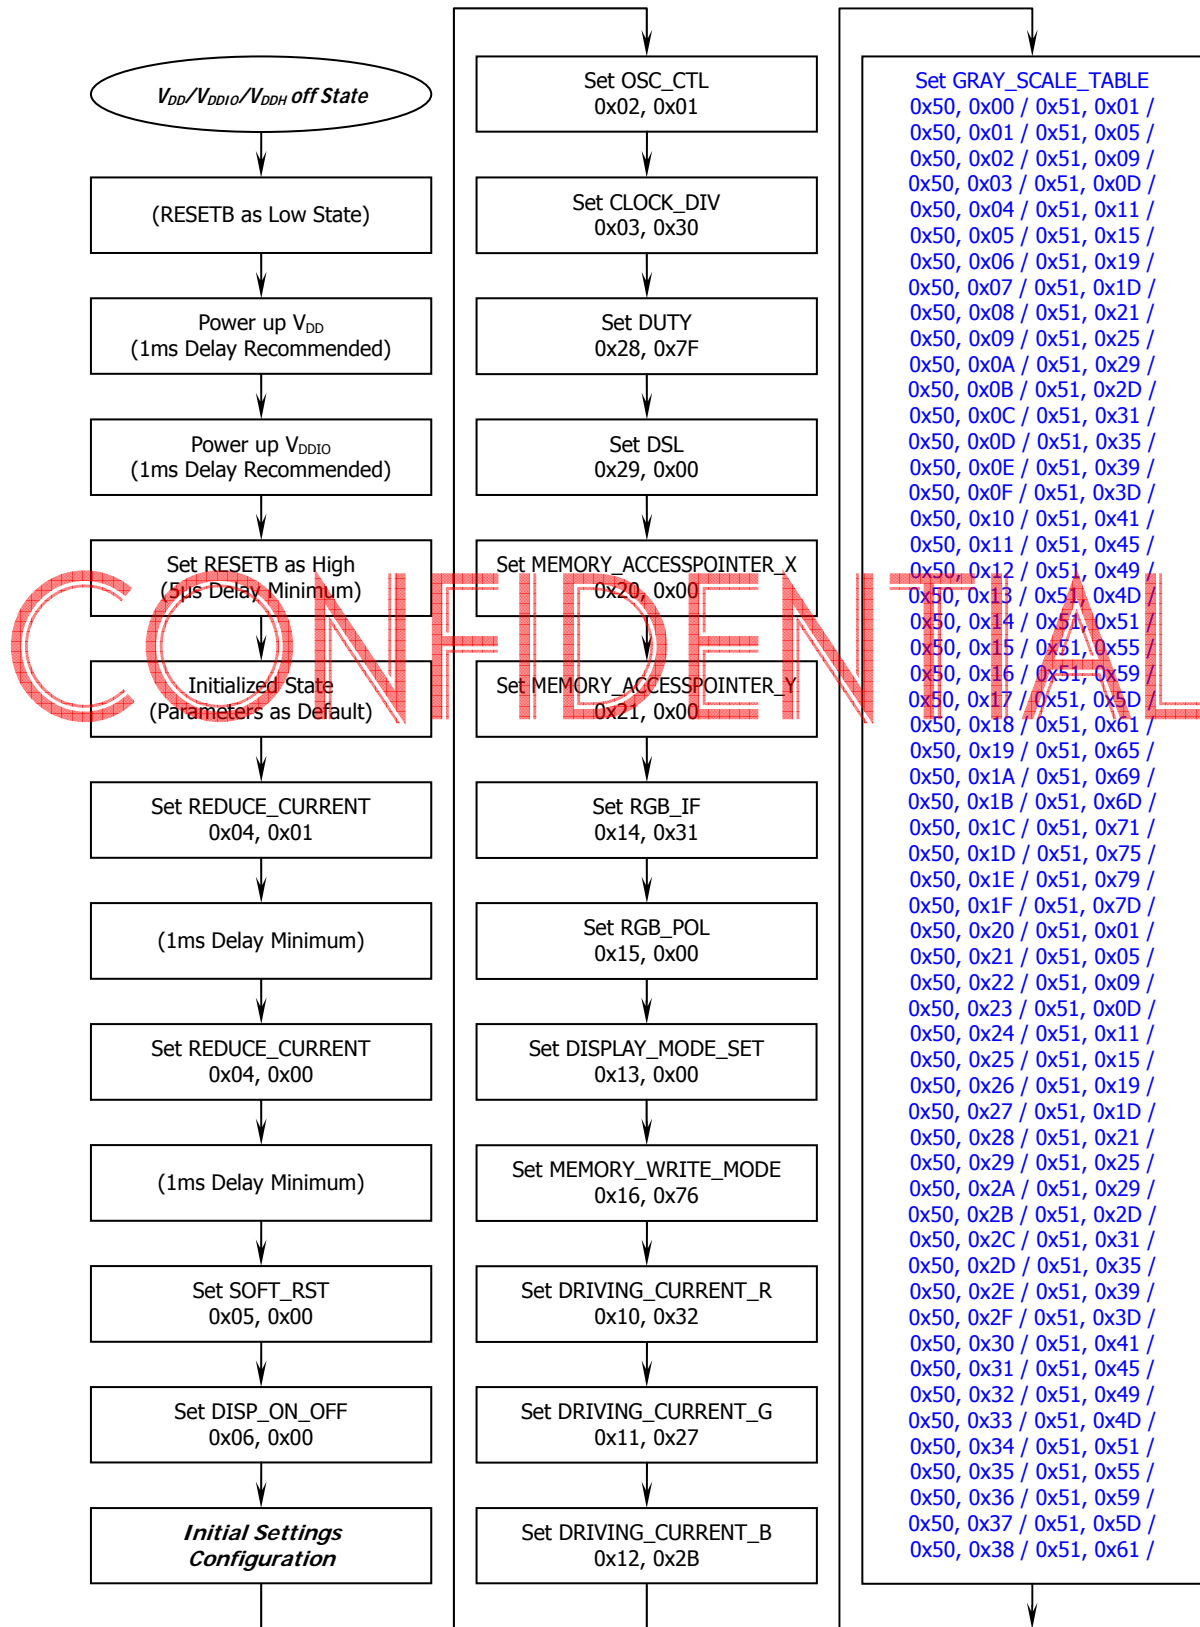 VDD/VDDIO/VDDH off State
(RESETB as Low State)
Power up VDD
(1ms Delay Recommended)
Power up VDDIO
(1ms Delay Recommended)
Set RESETB as High
(5µs Delay Minimum)
Initialized State
(Parameters as Default)
Set REDUCE_CURRENT
0x04, 0x01
(1ms Delay Minimum)
Set REDUCE_CURRENT
0x04, 0x00
(1ms Delay Minimum)
Set SOFT_RST
0x05, 0x00
Set DISP_ON_OFF
0x06, 0x00
Initial Settings
Configuration
Set OSC_CTL
0x02, 0x01
Set CLOCK_DIV
0x03, 0x30
Set DUTY
0x28, 0x7F
Set DSL
0x29, 0x00
Set MEMORY_ACCESSPOINTER_X
0x20, 0x00
Set MEMORY_ACCESSPOINTER_Y
0x21, 0x00
Set RGB_IF
0x14, 0x31
Set RGB_POL
0x15, 0x00
Set DISPLAY_MODE_SET
0x13, 0x00
Set MEMORY_WRITE_MODE
0x16, 0x76
Set DRIVING_CURRENT_R
0x10, 0x32
Set DRIVING_CURRENT_G
0x11, 0x27
Set DRIVING_CURRENT_B
0x12, 0x2B
Set GRAY_SCALE_TABLE
0x50, 0x00 / 0x51, 0x01 /
0x50, 0x01 / 0x51, 0x05 /
0x50, 0x02 / 0x51, 0x09 /
0x50, 0x03 / 0x51, 0x0D /
0x50, 0x04 / 0x51, 0x11 /
0x50, 0x05 / 0x51, 0x15 /
0x50, 0x06 / 0x51, 0x19 /
0x50, 0x07 / 0x51, 0x1D /
0x50, 0x08 / 0x51, 0x21 /
0x50, 0x09 / 0x51, 0x25 /
0x50, 0x0A / 0x51, 0x29 /
0x50, 0x0B / 0x51, 0x2D /
0x50, 0x0C / 0x51, 0x31 /
0x50, 0x0D / 0x51, 0x35 /
0x50, 0x0E / 0x51, 0x39 /
0x50, 0x0F / 0x51, 0x3D /
0x50, 0x10 / 0x51, 0x41 /
0x50, 0x11 / 0x51, 0x45 /
0x50, 0x12 / 0x51, 0x49 /
0x50, 0x13 / 0x51, 0x4D /
0x50, 0x14 / 0x51, 0x51 /
0x50, 0x15 / 0x51, 0x55 /
0x50, 0x16 / 0x51, 0x59 /
0x50, 0x17 / 0x51, 0x5D /
0x50, 0x18 / 0x51, 0x61 /
0x50, 0x19 / 0x51, 0x65 /
0x50, 0x1A / 0x51, 0x69 /
0x50, 0x1B / 0x51, 0x6D /
0x50, 0x1C / 0x51, 0x71 /
0x50, 0x1D / 0x51, 0x75 /
0x50, 0x1E / 0x51, 0x79 /
0x50, 0x1F / 0x51, 0x7D /
0x50, 0x20 / 0x51, 0x01 /
0x50, 0x21 / 0x51, 0x05 /
0x50, 0x22 / 0x51, 0x09 /
0x50, 0x23 / 0x51, 0x0D /
0x50, 0x24 / 0x51, 0x11 /
0x50, 0x25 / 0x51, 0x15 /
0x50, 0x26 / 0x51, 0x19 /
0x50, 0x27 / 0x51, 0x1D /
0x50, 0x28 / 0x51, 0x21 /
0x50, 0x29 / 0x51, 0x25 /
0x50, 0x2A / 0x51, 0x29 /
0x50, 0x2B / 0x51, 0x2D /
0x50, 0x2C / 0x51, 0x31 /
0x50, 0x2D / 0x51, 0x35 /
0x50, 0x2E / 0x51, 0x39 /
0x50, 0x2F / 0x51, 0x3D /
0x50, 0x30 / 0x51, 0x41 /
0x50, 0x31 / 0x51, 0x45 /
0x50, 0x32 / 0x51, 0x49 /
0x50, 0x33 / 0x51, 0x4D /
0x50, 0x34 / 0x51, 0x51 /
0x50, 0x35 / 0x51, 0x55 /
0x50, 0x36 / 0x51, 0x59 /
0x50, 0x37 / 0x51, 0x5D /
0x50, 0x38 / 0x51, 0x61 /
CONFIDENTIAL